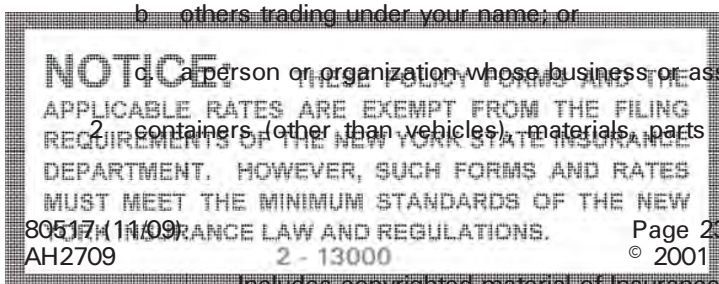 b others trading under your name; or
NOTICE: THESE POLICY FORMS AND THE
c. a person or organization whose business or ass
APPLICABLE RATES ARE EXEMPT FROM THE FILING
2 containers (other than vehicles), materials, parts
REQUIREMENTS OF THE NEW YORK STATE INSURANCE
DEPARTMENT. HOWEVER, SUCH FORMS AND RATES
MUST MEET THE MINIMUM STANDARDS OF THE NEW
80517 (11/09) Page 2
YORK INSURANCE LAW AND REGULATIONS.
AH2709 2 - 13000 © 2001
Includes copyrighted material of Insurance